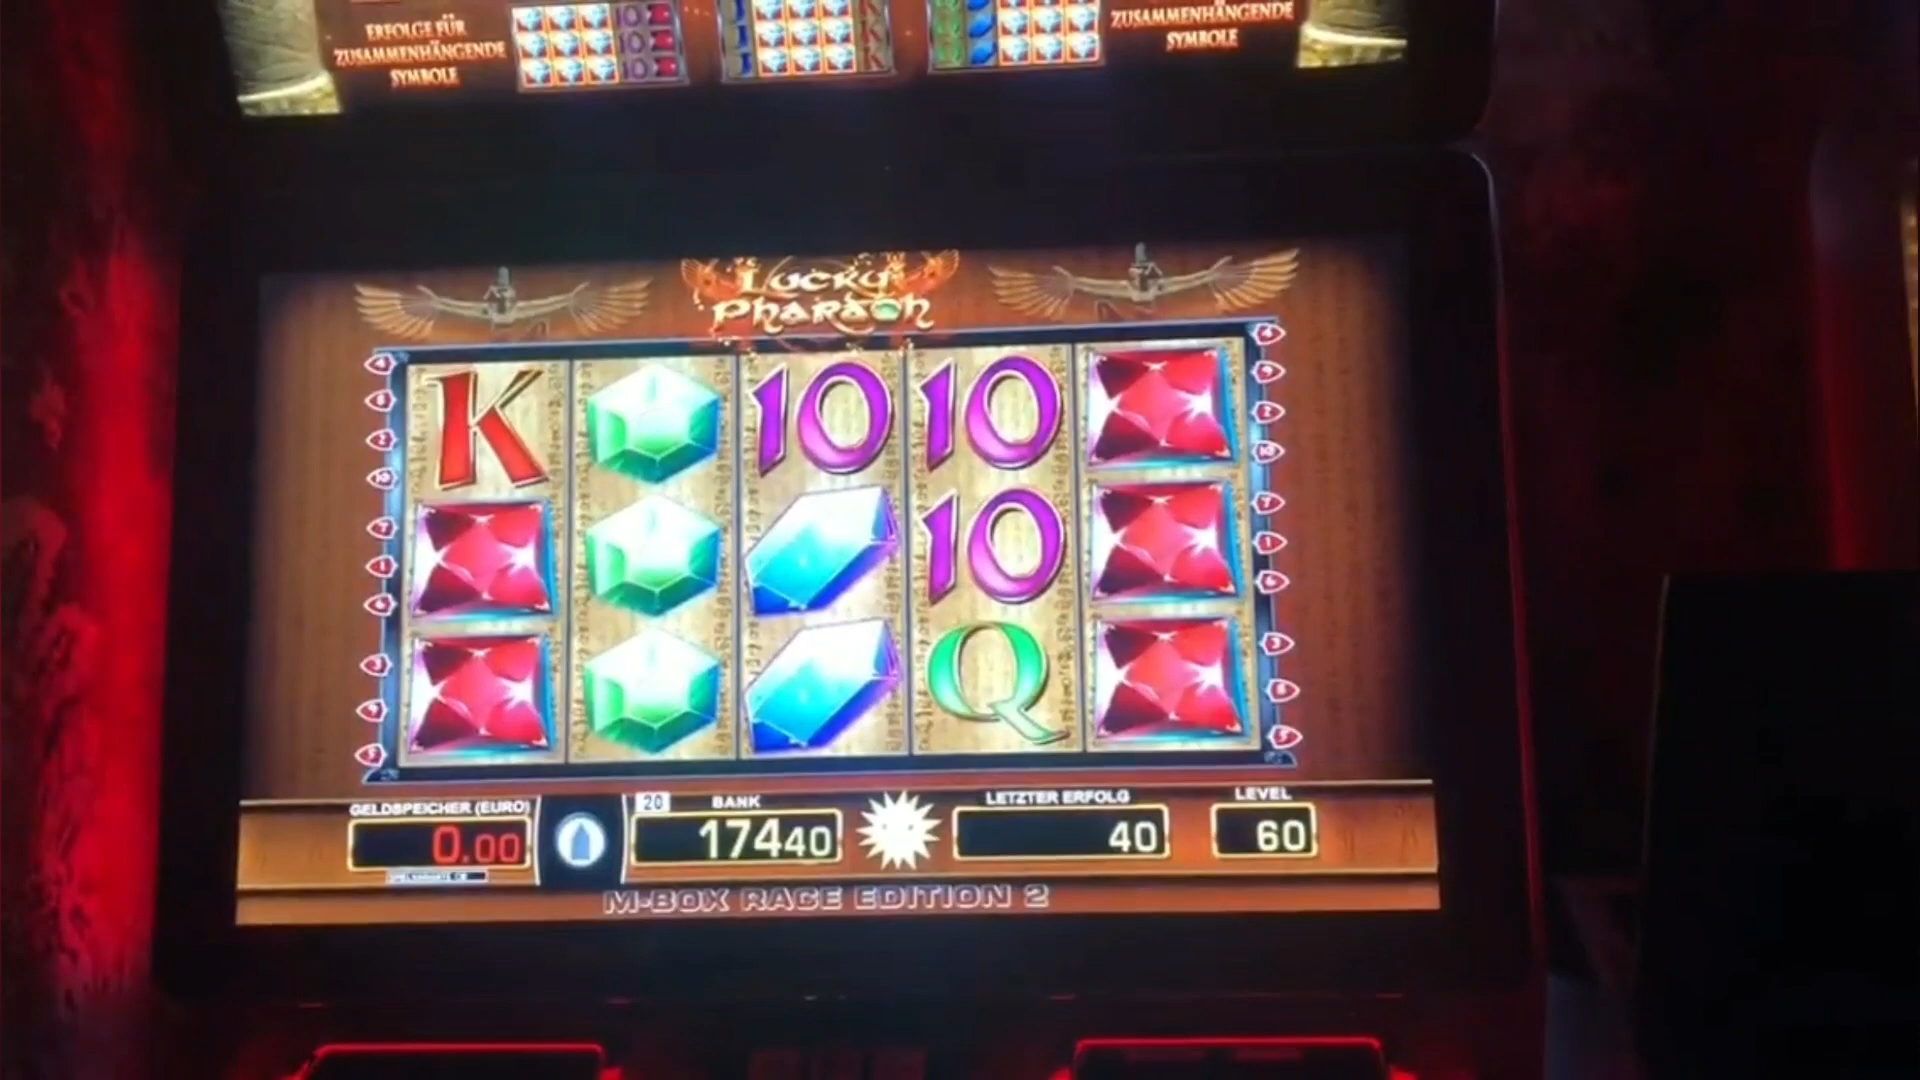 ERFOLGE FÜR
ZUSAMMENHÄNGENDE
SYMBOLE
ZUSAMMENHÄNGENDE
SYMBOLE
LUCKY
PHARAOH
K
10
10
10
Q
GELDSPEICHER (EURO)
0.00
20
BANK
17440
LETZTER ERFOLG
40
LEVEL
60
M-BOX RACE EDITION 2